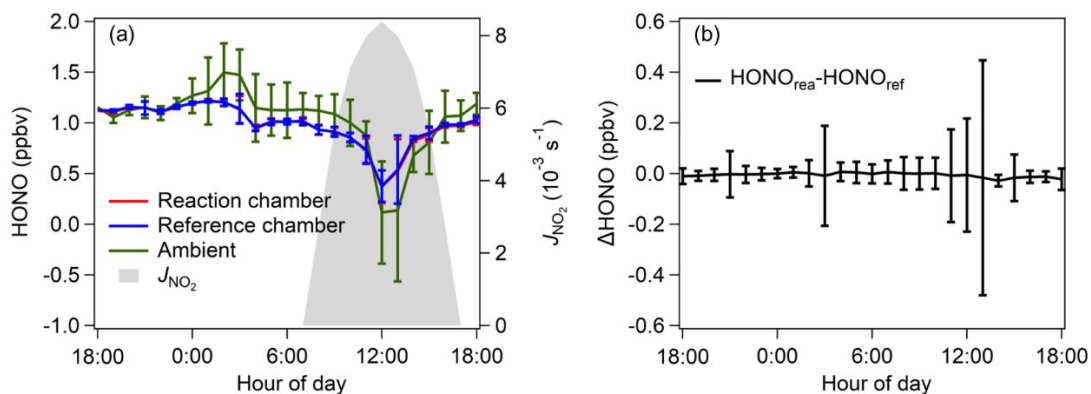 (a)
2.0
1.5
1.0
0.5
0.0
-0.5
-1.0
HONO (ppbv)
Reaction chamber
Reference chamber
Ambient
J_NO₂
8
6
4
2
0
J_NO₂ (10⁻³ s⁻¹)
18:00 0:00 6:00 12:00 18:00
Hour of day
(b)
0.6
0.4
0.2
0.0
-0.2
-0.4
-0.6
ΔHONO (ppbv)
HONO_rea-HONO_ref
18:00 0:00 6:00 12:00 18:00
Hour of day